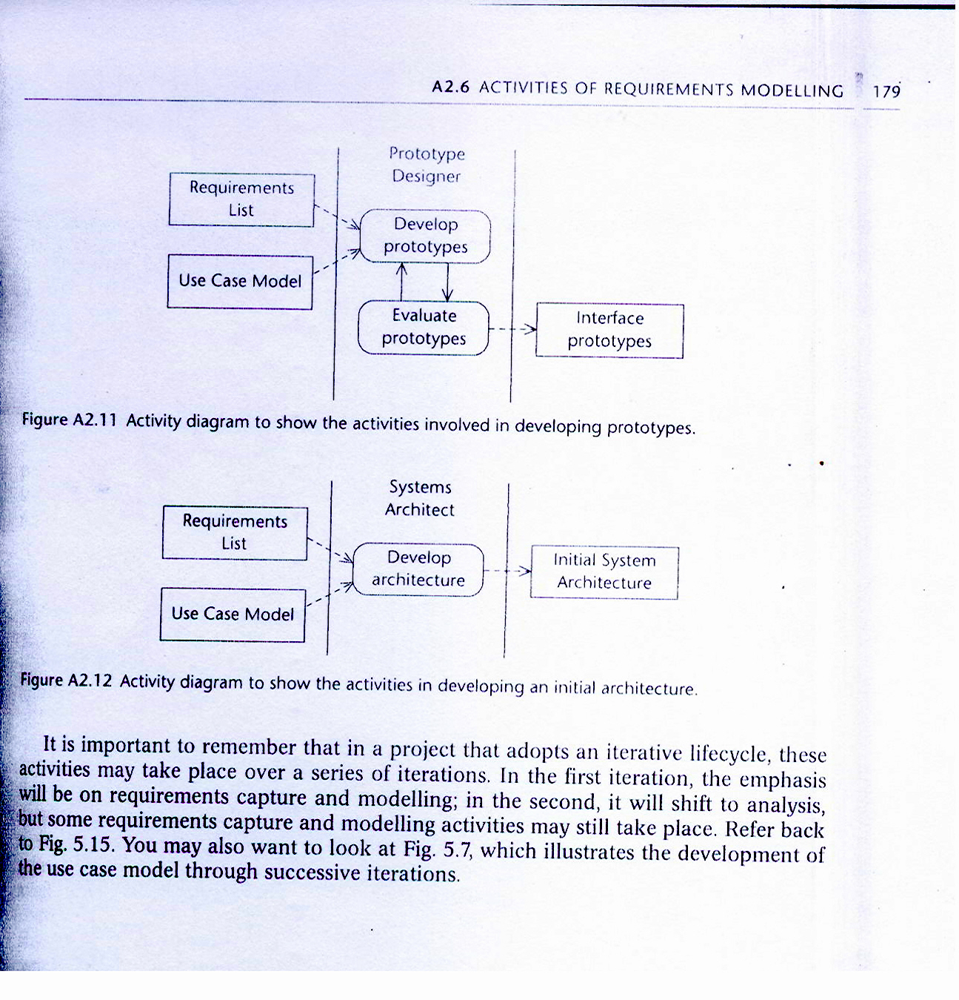 A2.6 ACTIVITIES OF REQUIREMENTS MODELLING 179
Prototype
Designer
Requirements
List
Develop
prototypes
Use Case Model
Evaluate
prototypes
Interface
prototypes
Figure A2.11 Activity diagram to show the activities involved in developing prototypes.
Systems
Architect
Requirements
List
Develop
architecture
Initial System
Architecture
Use Case Model
Figure A2.12 Activity diagram to show the activities in developing an initial architecture.
It is important to remember that in a project that adopts an iterative lifecycle, these
activities may take place over a series of iterations. In the first iteration, the emphasis
will be on requirements capture and modelling; in the second, it will shift to analysis,
but some requirements capture and modelling activities may still take place. Refer back
to Fig. 5.15. You may also want to look at Fig. 5.7, which illustrates the development of
the use case model through successive iterations.